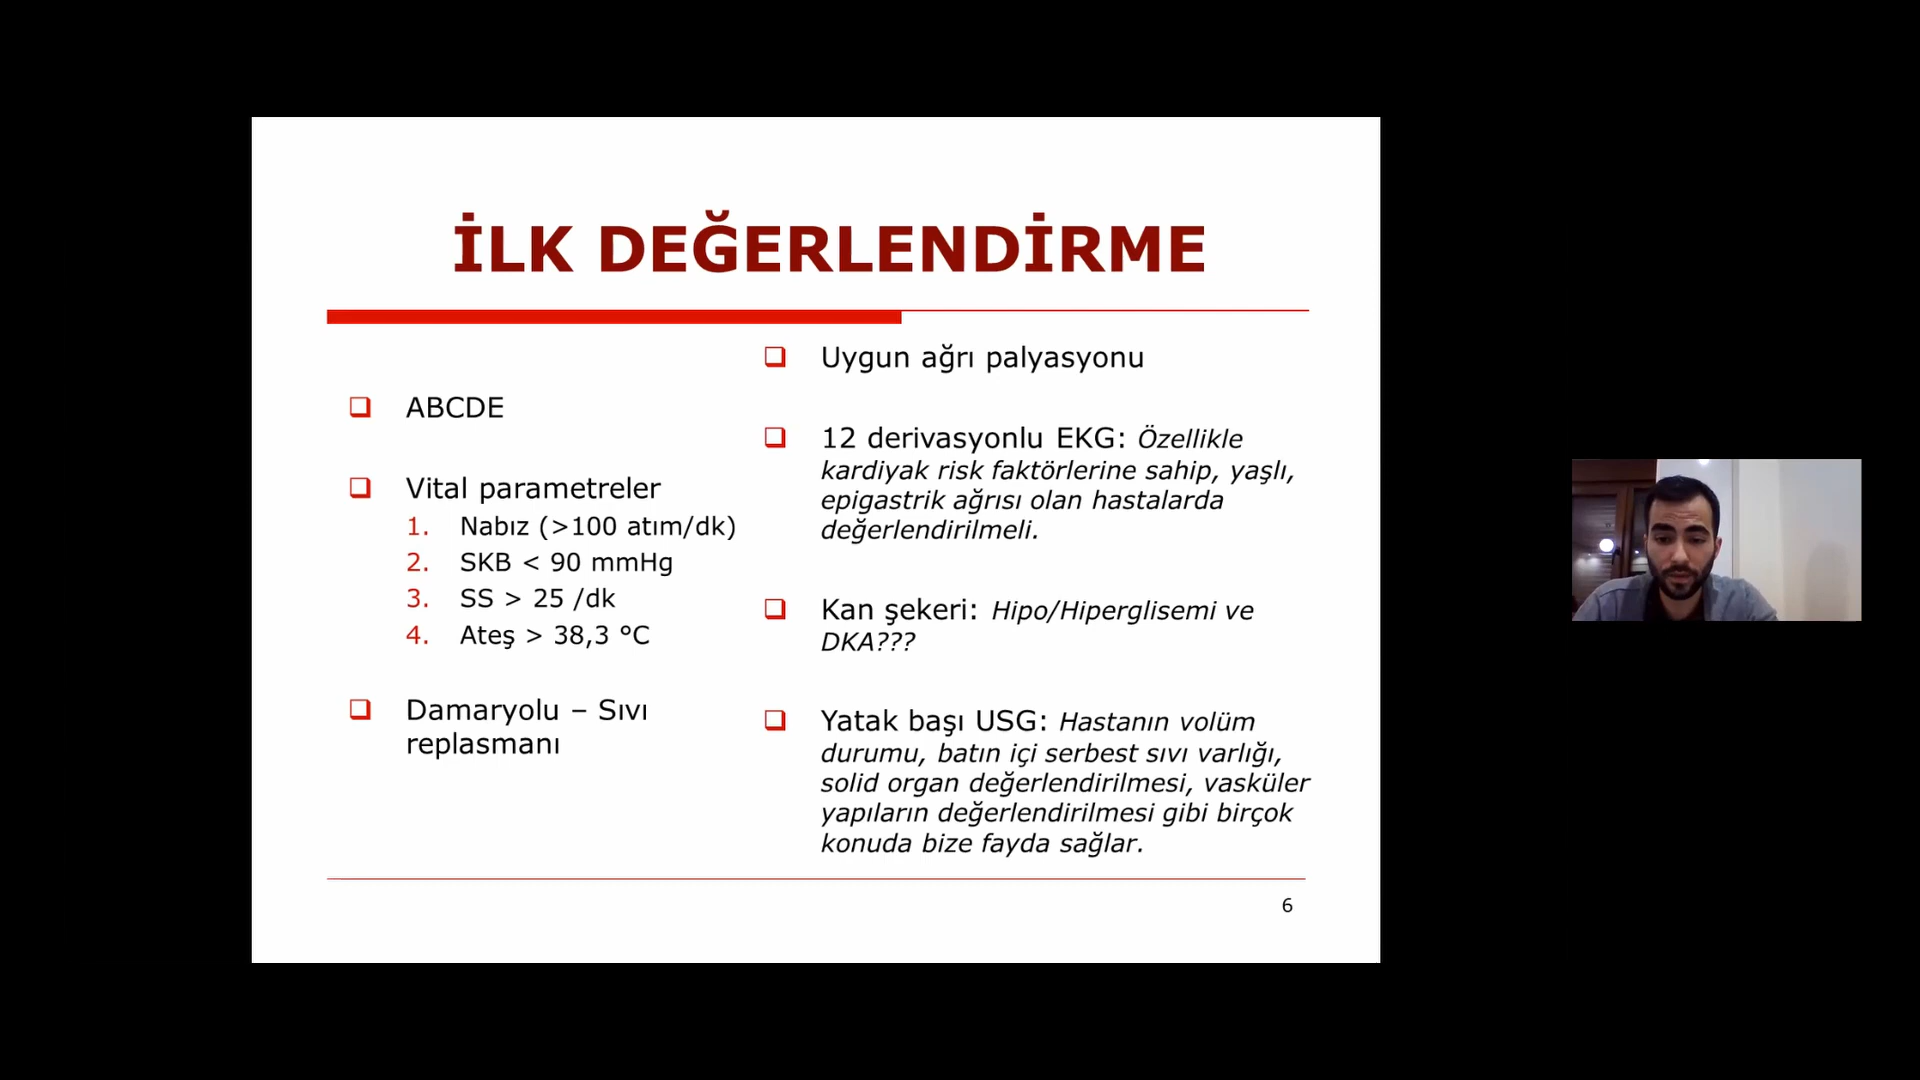 İLK DEĞERLENDİRME
ABCDE
Vital parametreler
1. Nabız (>100 atım/dk)
2. SKB < 90 mmHg
3. SS > 25 /dk
4. Ateş > 38,3 °C
Damaryolu – Sıvı
replasmanı
Uygun ağrı palyasyonu
12 derivasyonlu EKG: Özellikle
kardiyak risk faktörlerine sahip, yaşlı,
epigastrik ağrısı olan hastalarda
değerlendirilmeli.
Kan şekeri: Hipo/Hiperglisemi ve
DKA???
Yatak başı USG: Hastanın volüm
durumu, batın içi serbest sıvı varlığı,
solid organ değerlendirilmesi, vasküler
yapıların değerlendirilmesi gibi birçok
konuda bize fayda sağlar.
6